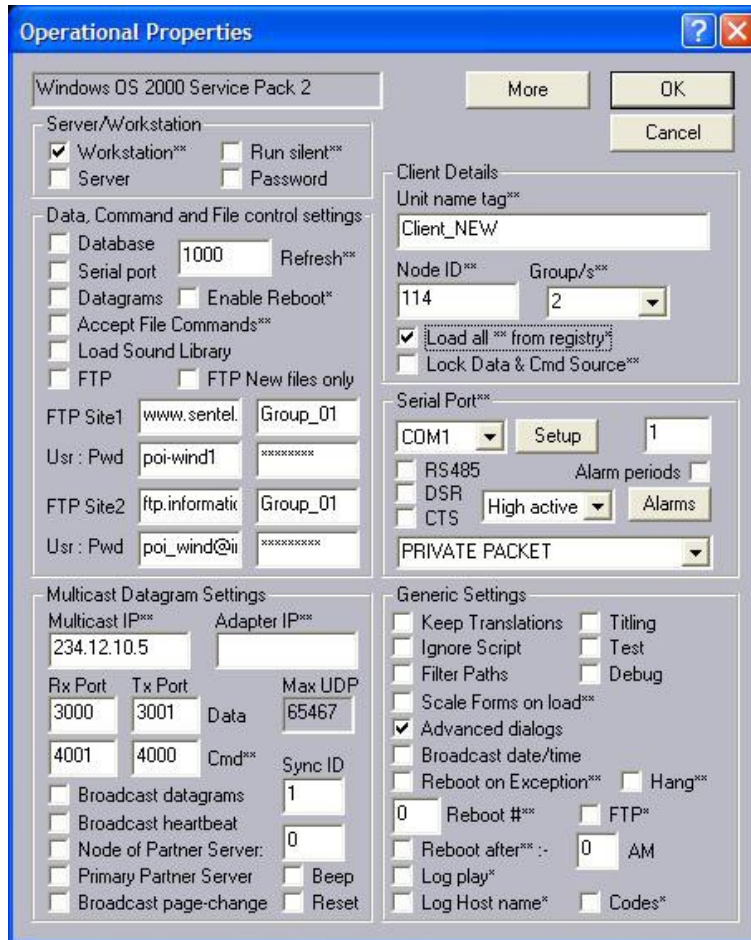 Operational Properties
Windows OS 2000 Service Pack 2
More
OK
Cancel
Server/Workstation
Workstation**
Run silent**
Server
Password
Data, Command and File control settings
Database
1000
Refresh**
Serial port
Datagrams
Enable Reboot*
Accept File Commands**
Load Sound Library
FTP
FTP New files only
FTP Site1
www.sentel.
Group_01
Usr : Pwd
poi-wind1
********
FTP Site2
ftp.informatic
Group_01
Usr : Pwd
poi_wind@i
*********
Client Details
Unit name tag**
Client_NEW
Node ID**
Group/s**
114
2
Load all ** from registry*
Lock Data & Cmd Source**
Serial Port**
COM1
Setup
1
RS485
Alarm periods
DSR
CTS
High active
Alarms
PRIVATE PACKET
Multicast Datagram Settings
Multicast IP**
Adapter IP**
234.12.10.5
Rx Port
Tx Port
Max UDP
3000
3001
Data
65467
4001
4000
Cmd**
Sync ID
Broadcast datagrams
1
Broadcast heartbeat
Node of Partner Server:
0
Primary Partner Server
Beep
Broadcast page-change
Reset
Generic Settings
Keep Translations
Titling
Ignore Script
Test
Filter Paths
Debug
Scale Forms on load**
Advanced dialogs
Broadcast date/time
Reboot on Exception**
Hang**
0
Reboot #**
FTP*
Reboot after** :-
0
AM
Log play*
Log Host name*
Codes*